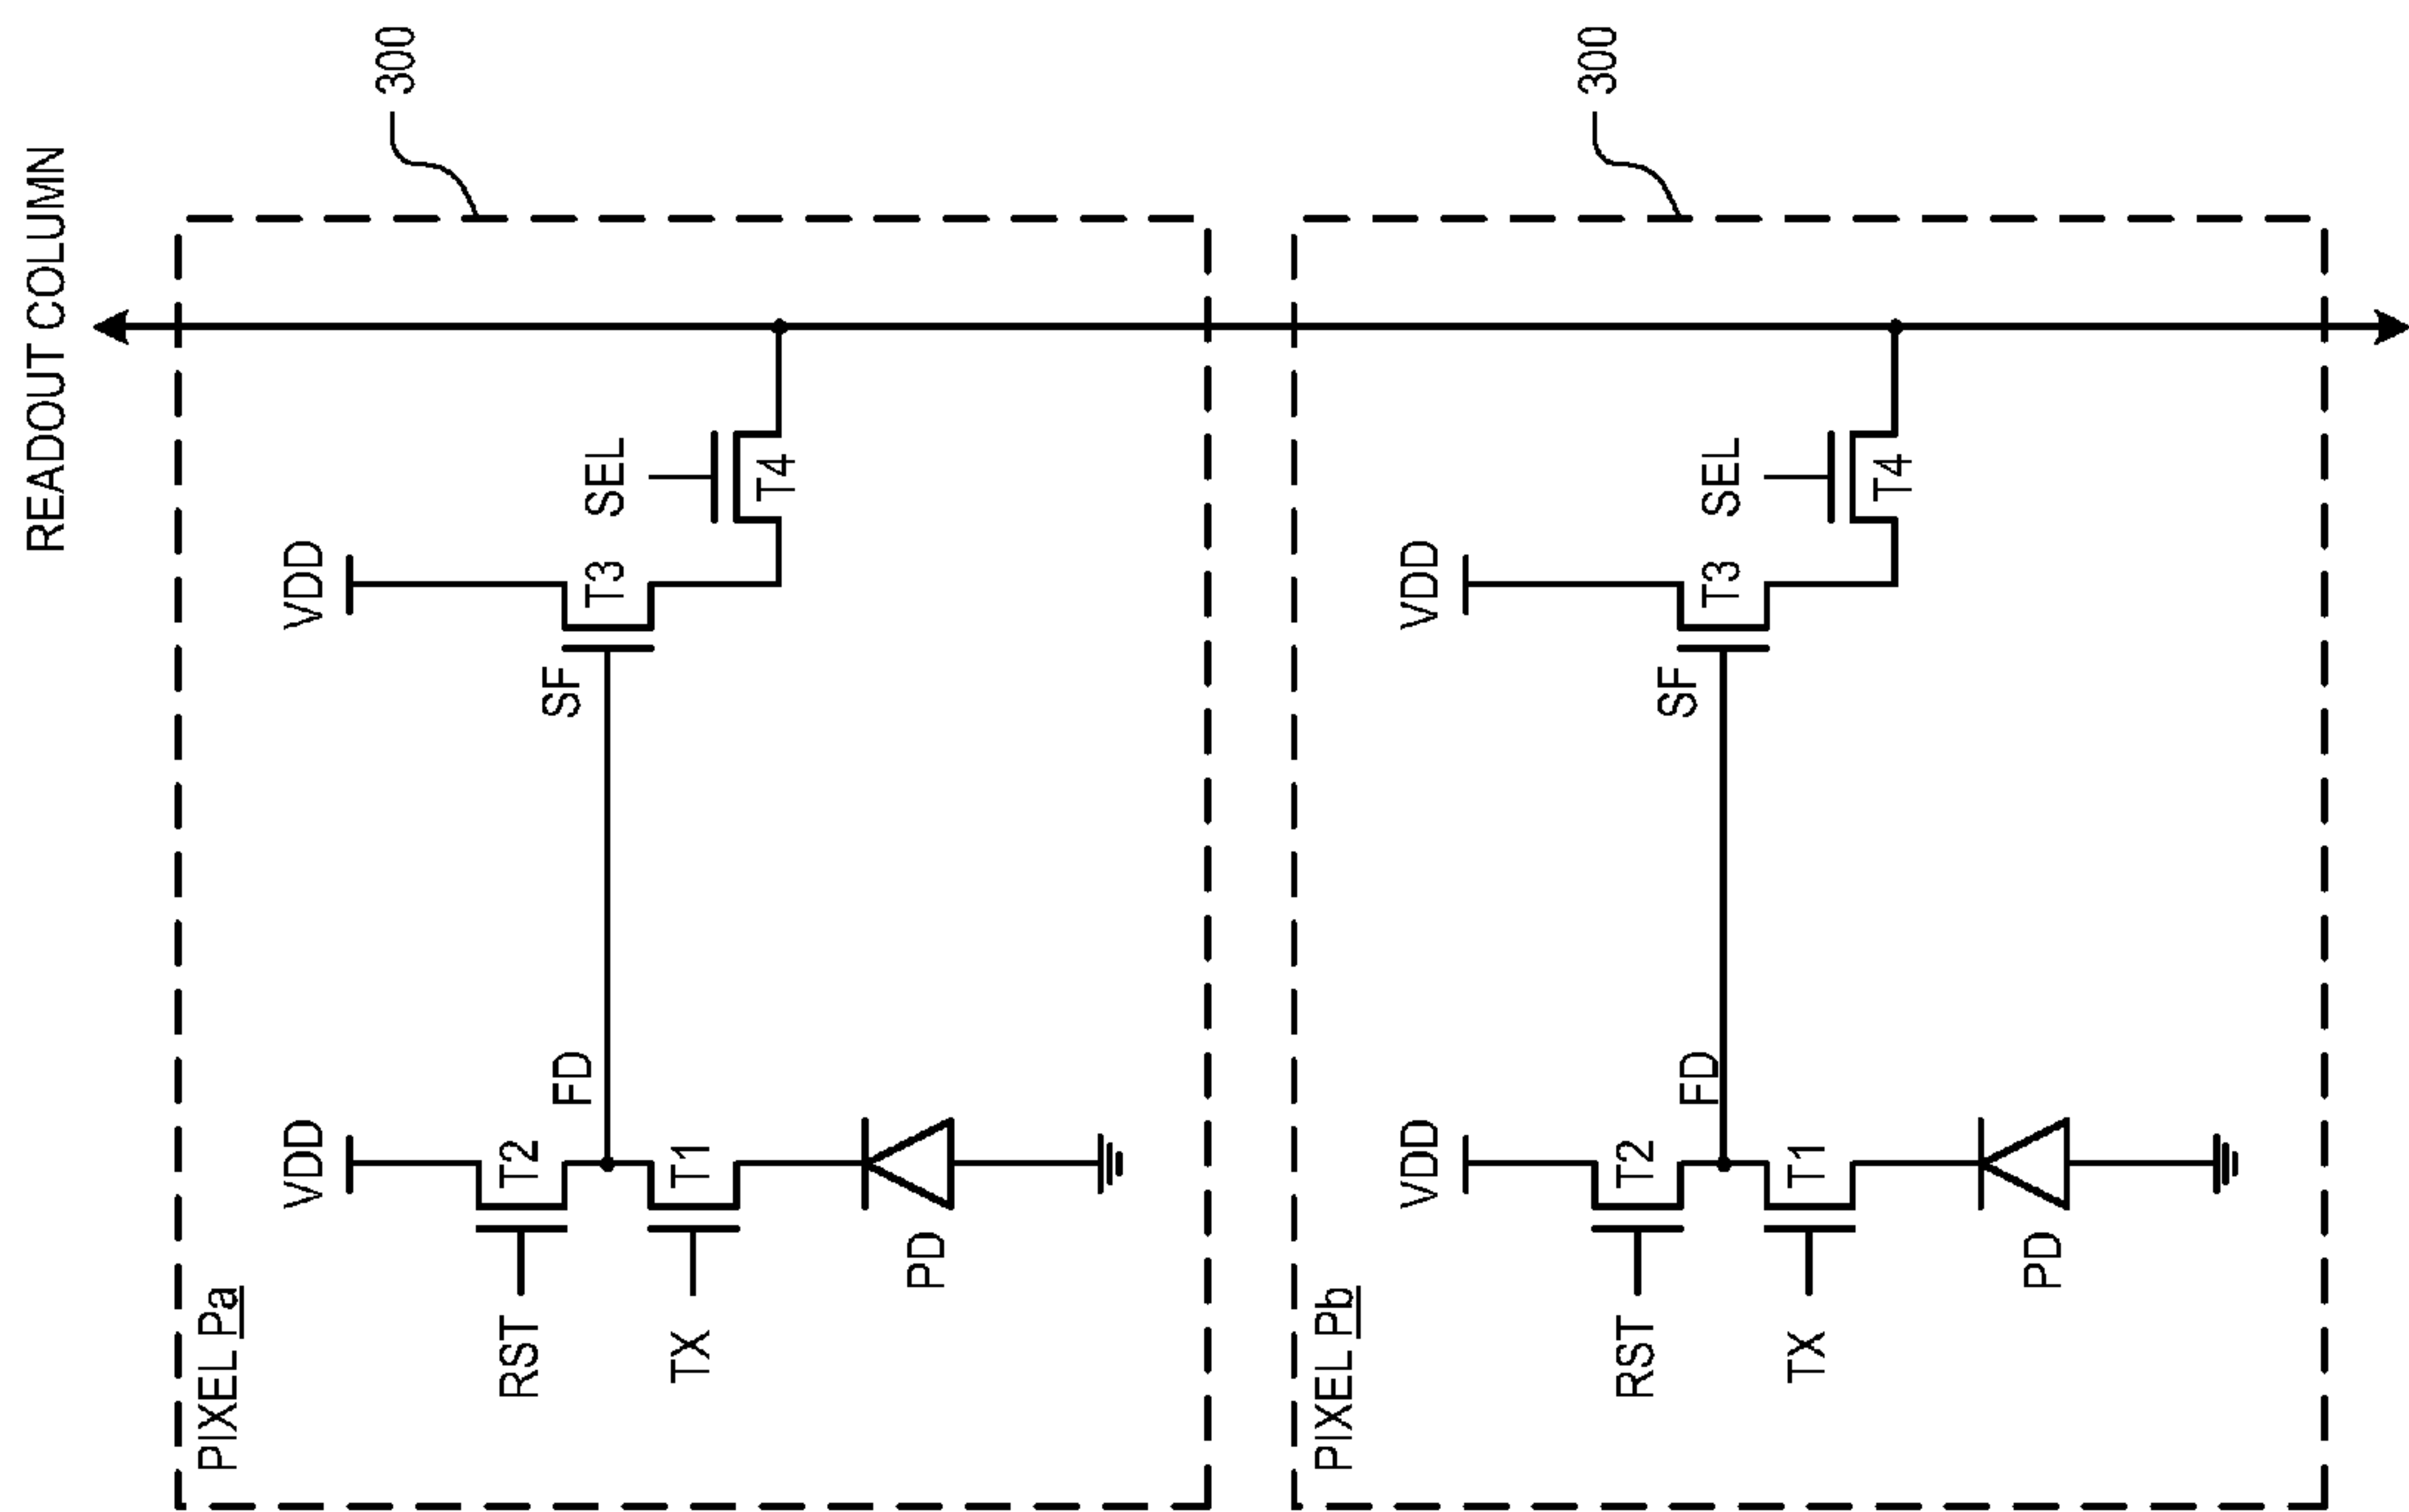 READOUT COLUMN
300
PIXEL Pa
VDD
VDD
RST
T2
FD
SF
T3
SEL
TX
T1
T4
PD
300
PIXEL Pb
VDD
VDD
RST
T2
FD
SF
T3
SEL
TX
T1
T4
PD